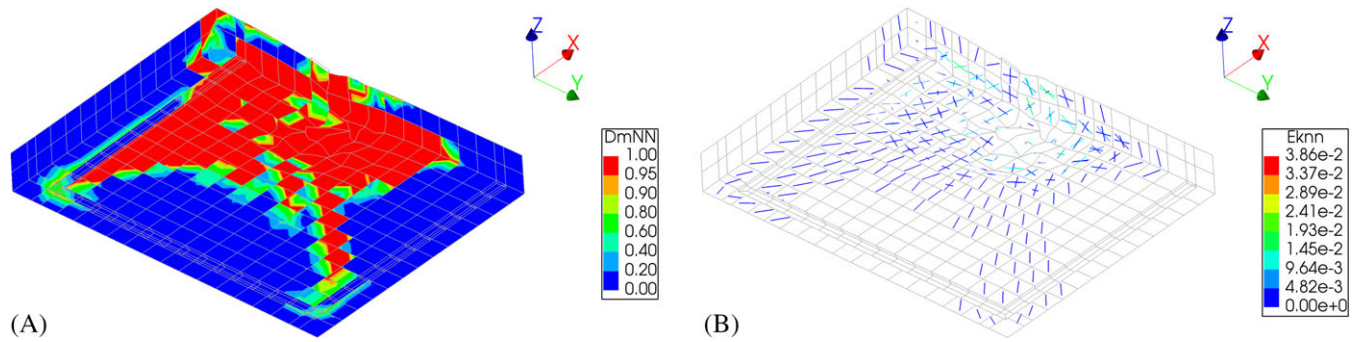 Z
X
Y
DmNN
1.00
0.95
0.90
0.80
0.60
0.40
0.20
0.00
(A)
Z
X
Y
Eknn
3.86e-2
3.37e-2
2.89e-2
2.41e-2
1.93e-2
1.45e-2
9.64e-3
4.82e-3
0.00e+0
(B)